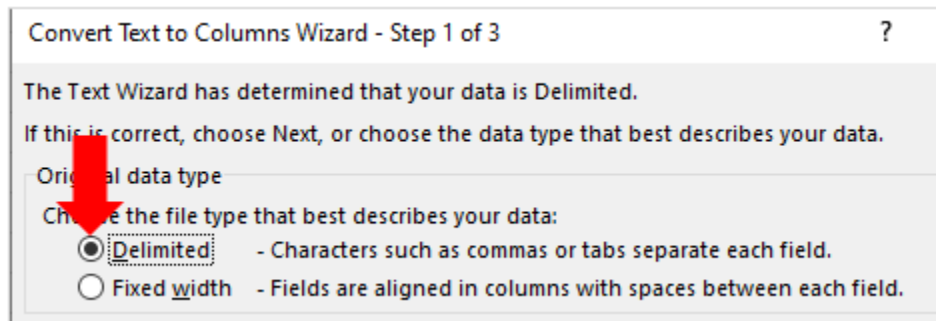 Convert Text to Columns Wizard - Step 1 of 3 ?
The Text Wizard has determined that your data is Delimited.
If this is correct, choose Next, or choose the data type that best describes your data.
Original data type
Choose the file type that best describes your data:
Delimited - Characters such as commas or tabs separate each field.
Fixed width - Fields are aligned in columns with spaces between each field.